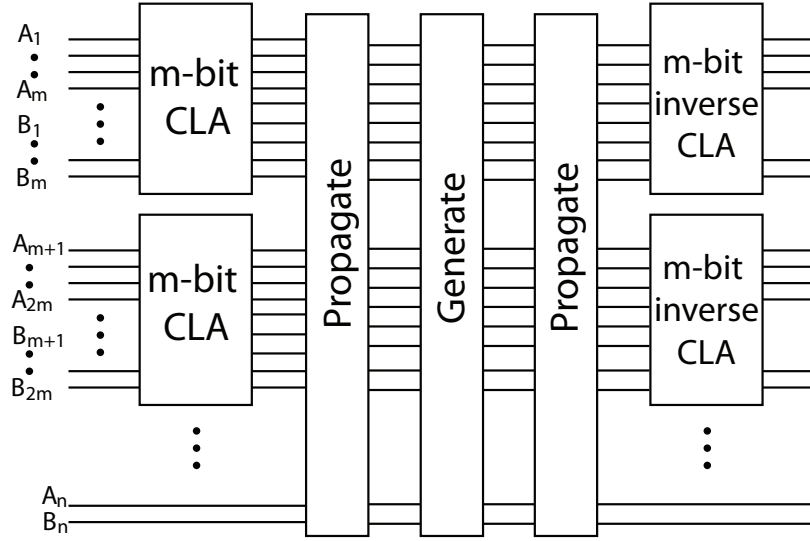 A1
Am
B1
Bm
m-bit
CLA
Propagate
Generate
Propagate
m-bit
inverse
CLA
Am+1
A2m
Bm+1
B2m
m-bit
CLA
m-bit
inverse
CLA
An
Bn